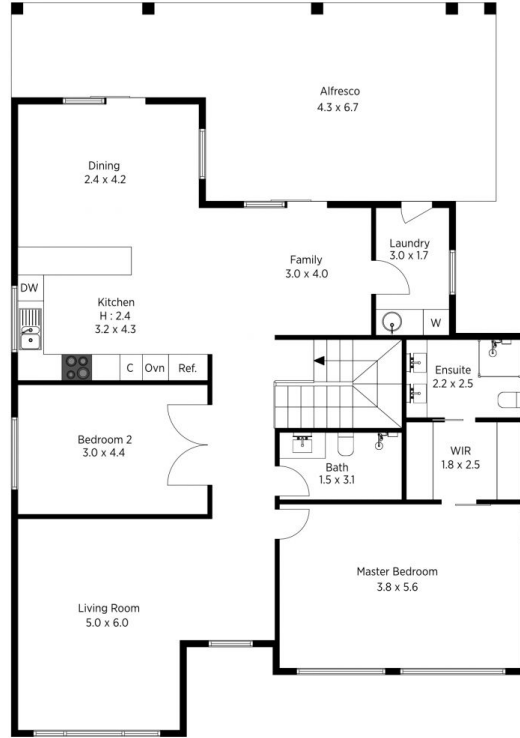 Alfresco
4.3 x 6.7
Dining
2.4 x 4.2
Laundry
3.0 x 1.7
Family
3.0 x 4.0
DW
Kitchen
H : 2.4
3.2 x 4.3
W
C
Ovn
Ref.
Ensuite
2.2 x 2.5
Bedroom 2
3.0 x 4.4
Bath
1.5 x 3.1
WIR
1.8 x 2.5
Master Bedroom
3.8 x 5.6
Living Room
5.0 x 6.0